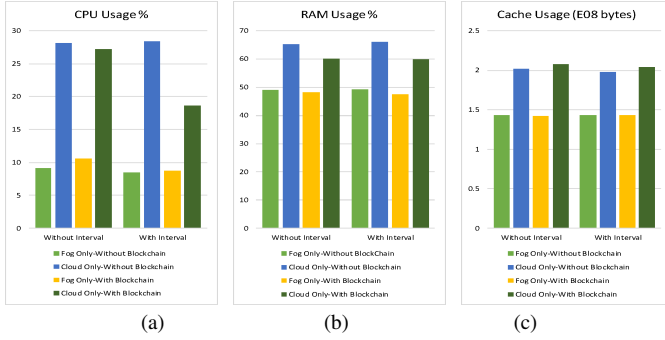 CPU Usage %
30
25
20
15
10
5
0
Without Interval With Interval
Fog Only-Without Blockchain
Cloud Only-Without Blockchain
Fog Only-With Blockchain
Cloud Only-With Blockchain
(a)
RAM Usage %
70
60
50
40
30
20
10
0
Without Interval With Interval
Fog Only-Without Blockchain
Cloud Only-Without Blockchain
Fog Only-With Blockchain
Cloud Only-With Blockchain
(b)
Cache Usage (E08 bytes)
2.5
2
1.5
1
0.5
0
Without Interval With Interval
Fog Only-Without Blockchain
Cloud Only-Without Blockchain
Fog Only-With Blockchain
Cloud Only-With Blockchain
(c)